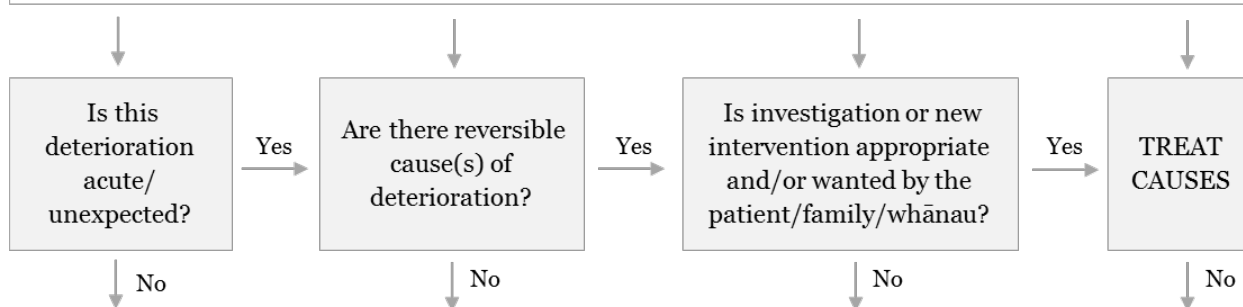 Is this
deterioration
acute/
unexpected?
Yes
Are there reversible
cause(s) of
deterioration?
Yes
Is investigation or new
intervention appropriate
and/or wanted by the
patient/family/whānau?
Yes
TREAT
CAUSES
No
No
No
No